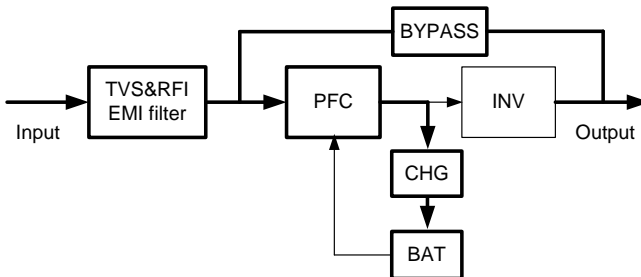 BYPASS
TVS&RFI
EMI filter
PFC
INV
Input
Output
CHG
BAT